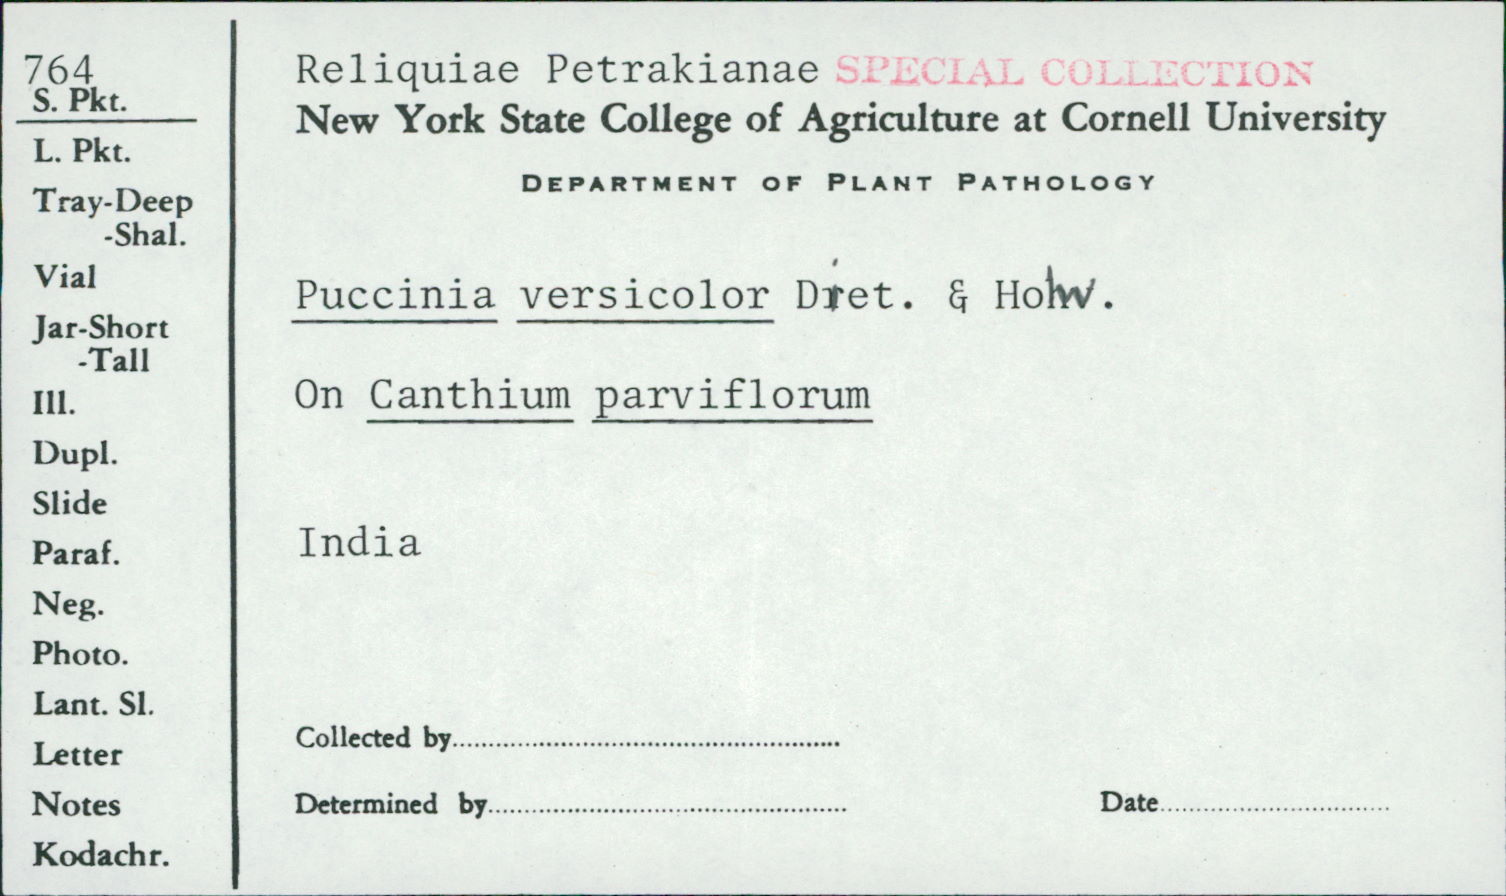 764
S. Pkt.
L. Pkt.
Tray-Deep
-Shal.
Vial
Jar-Short
-Tall
Ill.
Dupl.
Slide
Paraf.
Neg.
Photo.
Lant. Sl.
Letter
Notes
Kodachr.
Reliquiae Petrakianae SPECIAL COLLECTION
New York State College of Agriculture at Cornell University
DEPARTMENT OF PLANT PATHOLOGY
Puccinia versicolor Diet. & Holw.
On Canthium parviflorum
India
Collected by
Determined by
Date